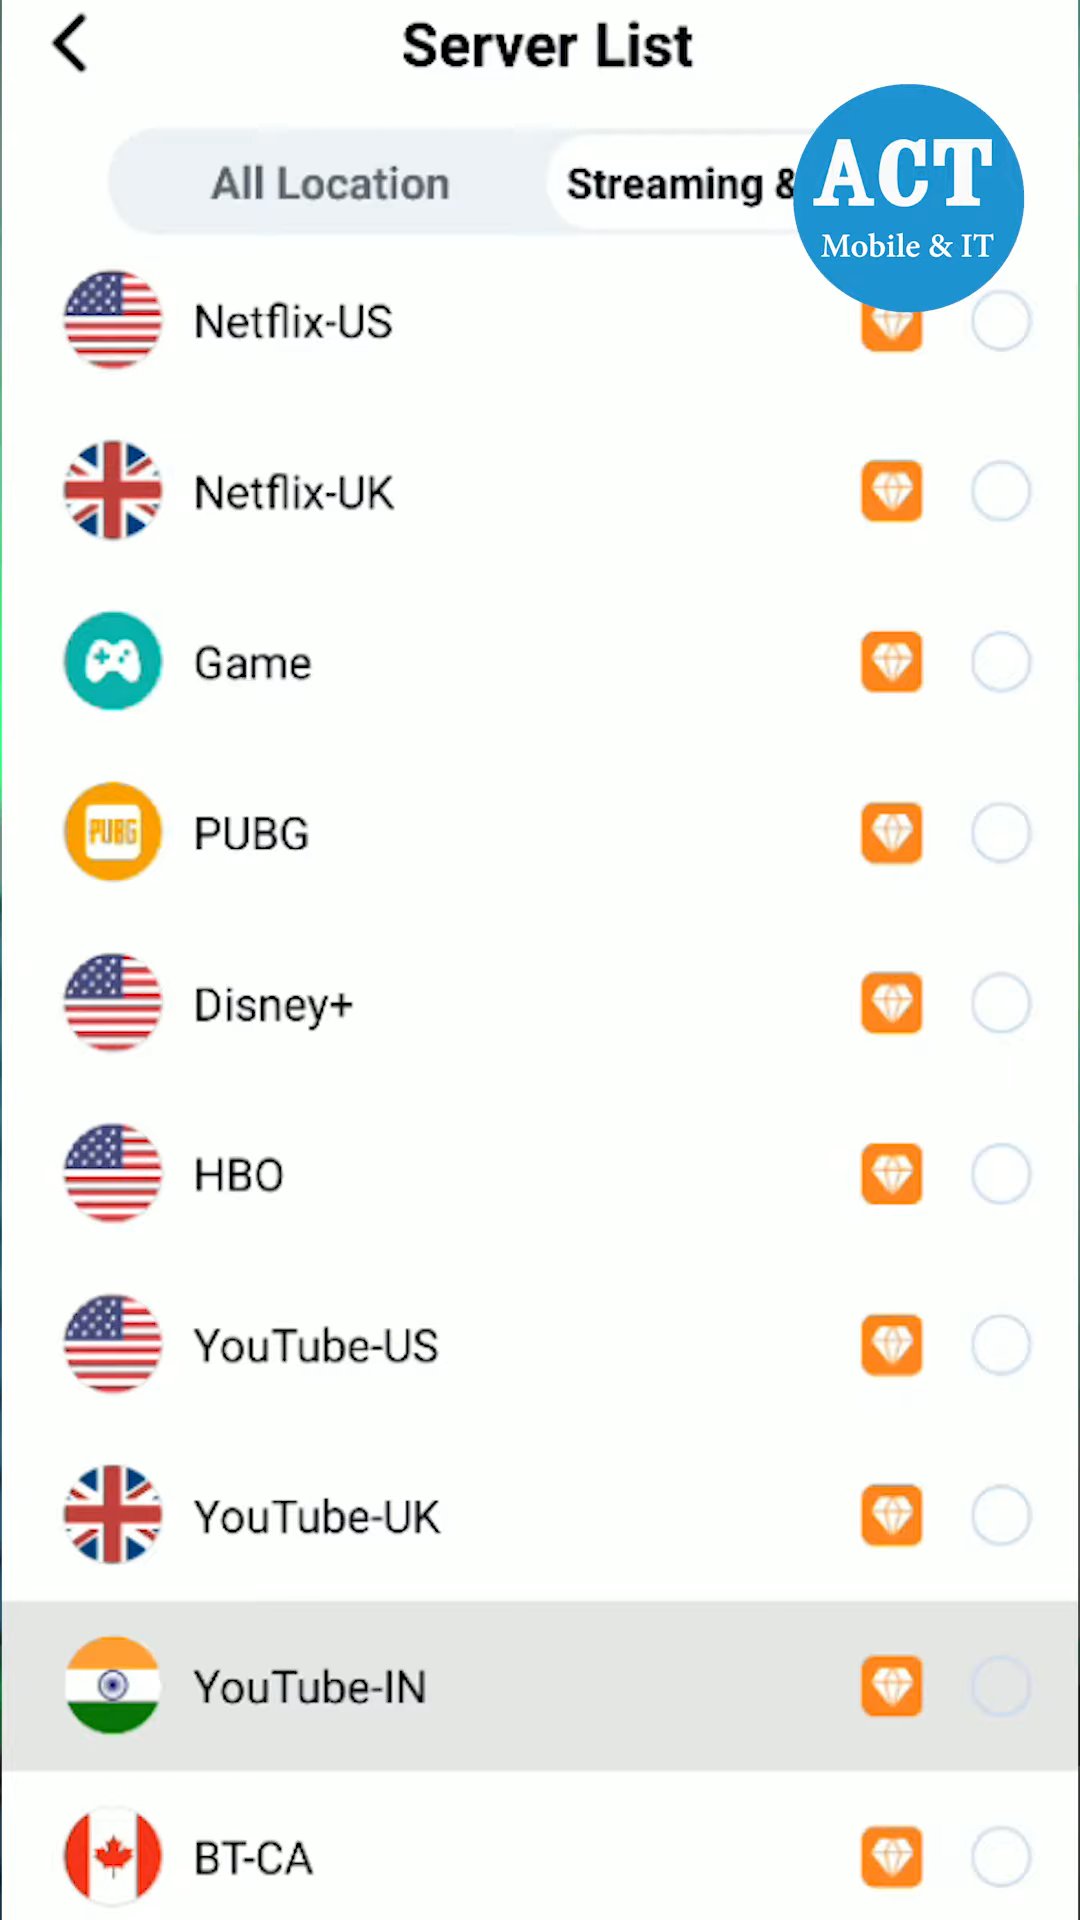 Server List
All Location
Streaming &
ACT
Mobile & IT
Netflix-US
Netflix-UK
Game
PUBG
PUBG
Disney+
HBO
YouTube-US
YouTube-UK
YouTube-IN
BT-CA